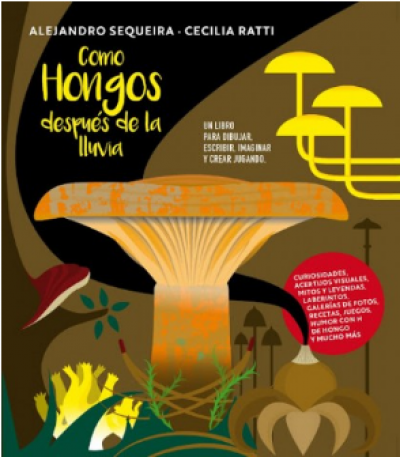 ALEJANDRO SEQUEIRA - CECILIA RATTI
Como
Hongos
después de la
lluvia
UN LIBRO
PARA DIBUJAR,
ESCRIBIR, IMAGINAR
Y CREAR JUGANDO.
CURIOSIDADES,
ACERTIJOS VISUALES,
MITOS Y LEYENDAS,
LABERINTOS,
GALERÍAS DE FOTOS,
RECETAS, JUEGOS,
HUMOR CON H
DE HONGO
Y MUCHO MÁS